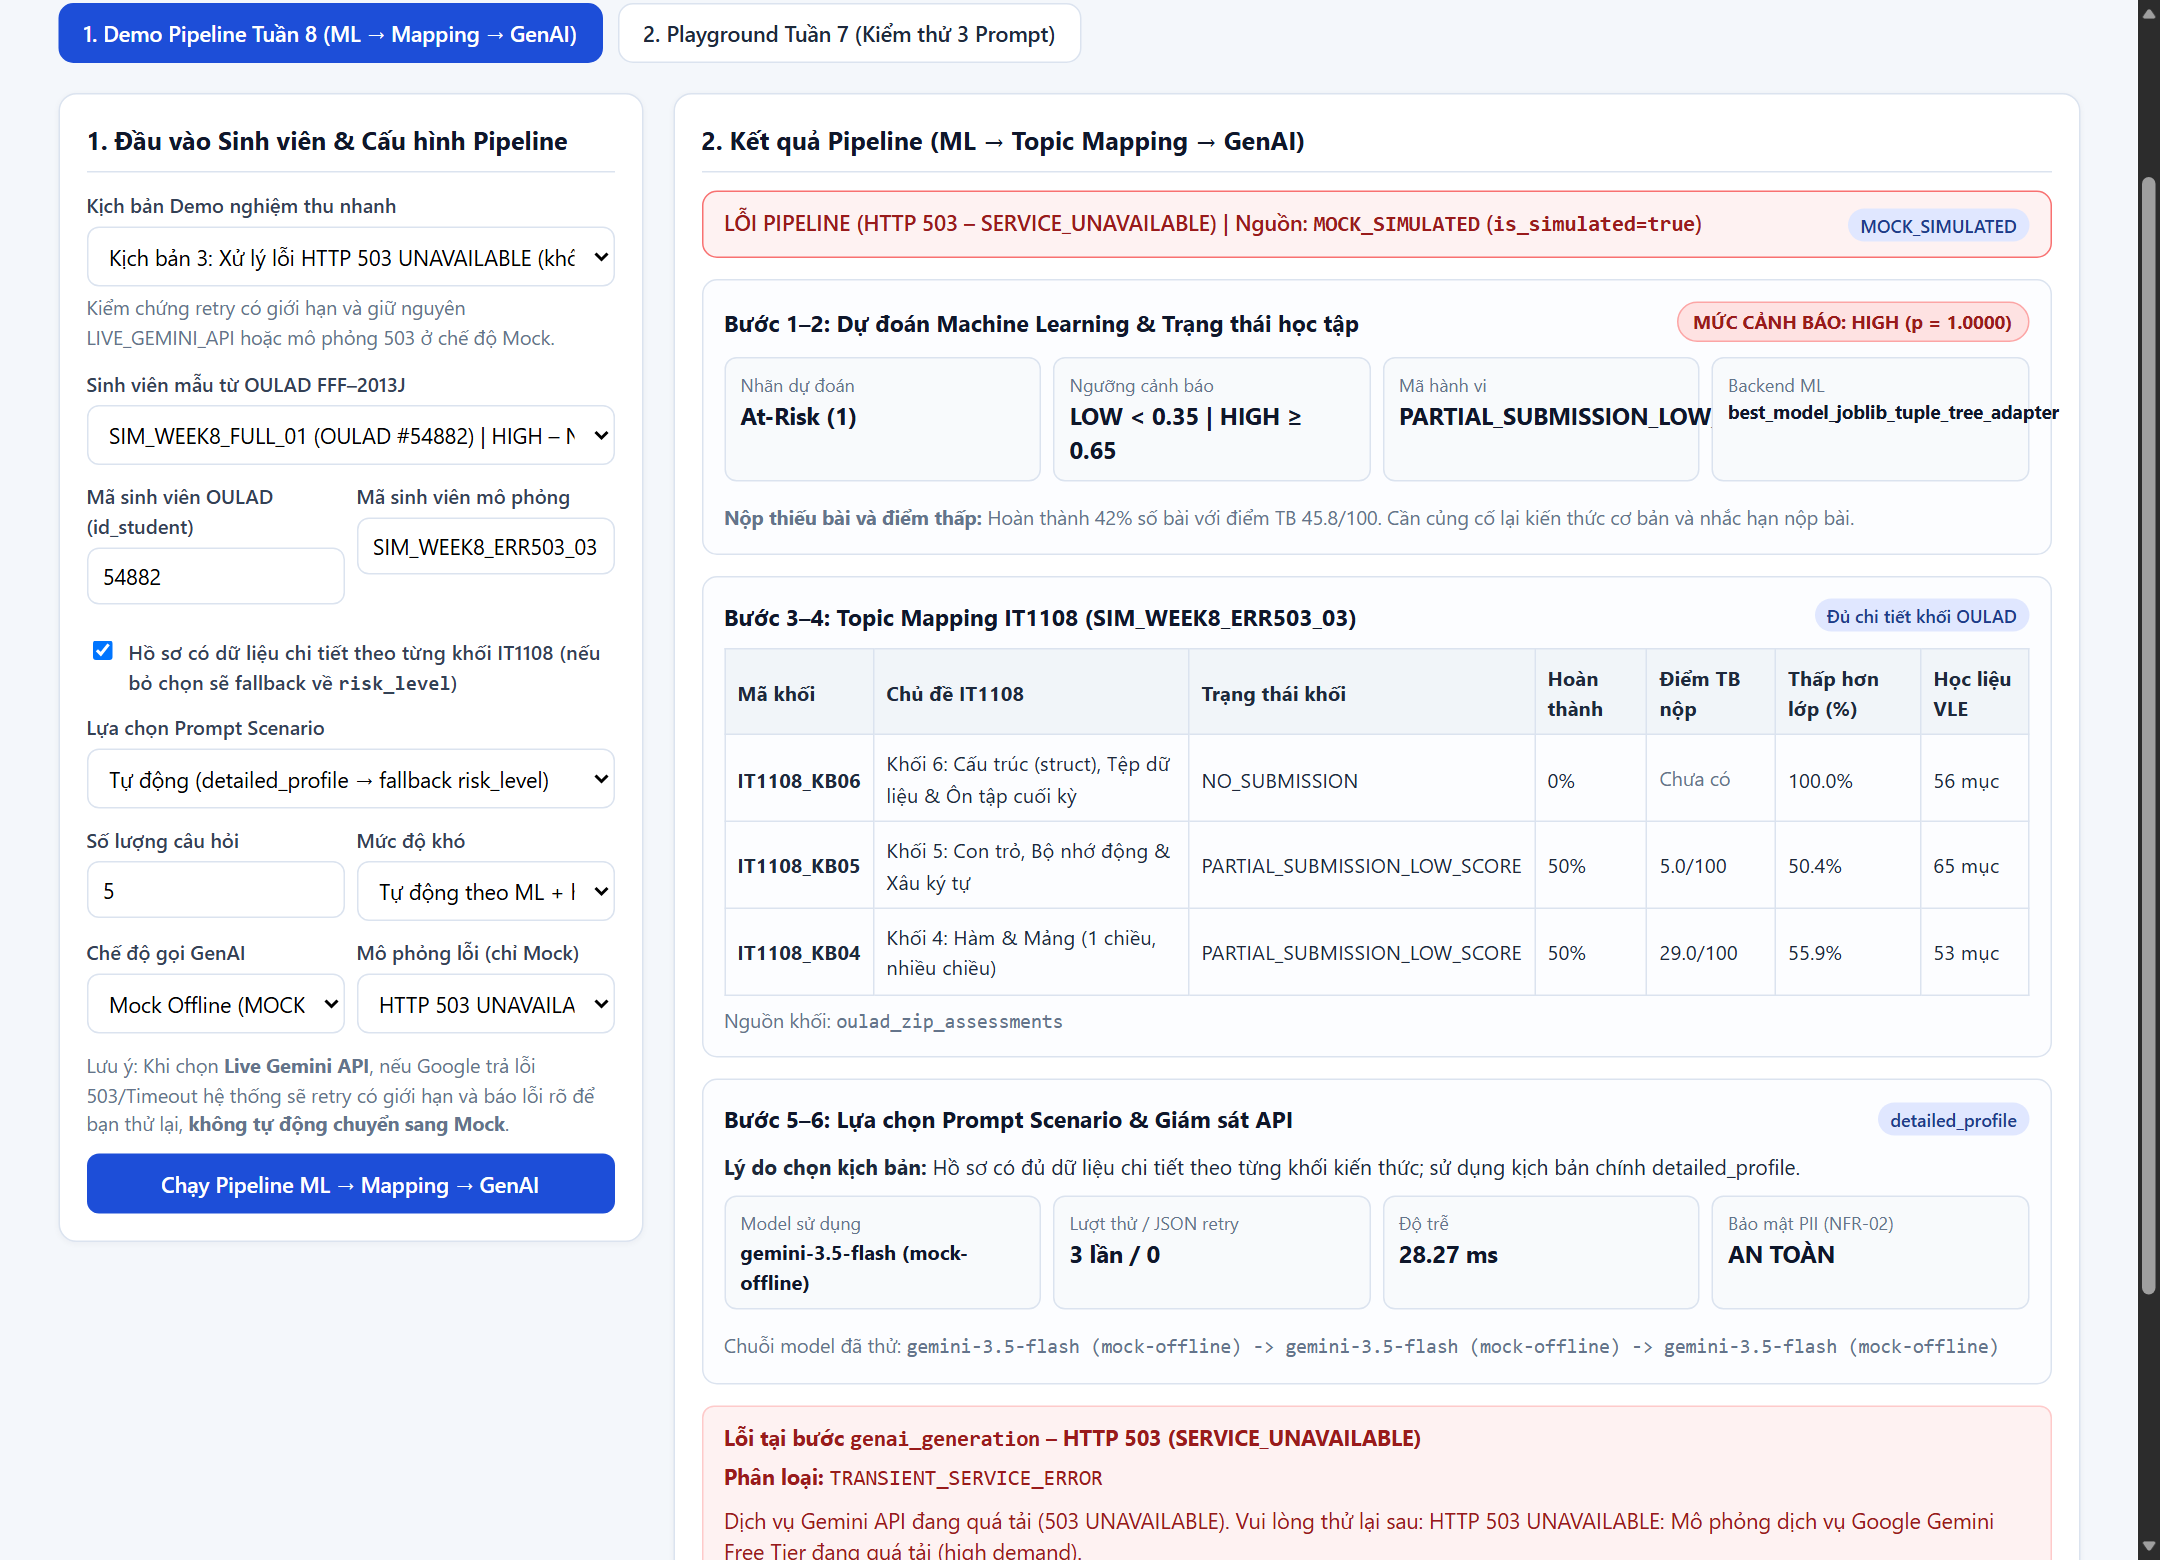 1. Demo Pipeline Tuần 8 (ML → Mapping → GenAI)
2. Playground Tuần 7 (Kiểm thử 3 Prompt)
1. Đầu vào Sinh viên & Cấu hình Pipeline
Kịch bản Demo nghiệm thu nhanh
Kịch bản 3: Xử lý lỗi HTTP 503 UNAVAILABLE (khô
Kiểm chứng retry có giới hạn và giữ nguyên
LIVE_GEMINI_API hoặc mô phỏng 503 ở chế độ Mock.
Sinh viên mẫu từ OULAD FFF–2013J
SIM_WEEK8_FULL_01 (OULAD #54882) | HIGH – N
Mã sinh viên OULAD
(id_student)
54882
Mã sinh viên mô phỏng
SIM_WEEK8_ERR503_03
Hồ sơ có dữ liệu chi tiết theo từng khối IT1108 (nếu
bỏ chọn sẽ fallback về risk_level)
Lựa chọn Prompt Scenario
Tự động (detailed_profile → fallback risk_level)
Số lượng câu hỏi
5
Mức độ khó
Tự động theo ML + h
Chế độ gọi GenAI
Mock Offline (MOCK
Mô phỏng lỗi (chỉ Mock)
HTTP 503 UNAVAILA
Lưu ý: Khi chọn Live Gemini API, nếu Google trả lỗi
503/Timeout hệ thống sẽ retry có giới hạn và báo lỗi rõ để
bạn thử lại, không tự động chuyển sang Mock.
Chạy Pipeline ML → Mapping → GenAI
2. Kết quả Pipeline (ML → Topic Mapping → GenAI)
LỖI PIPELINE (HTTP 503 – SERVICE_UNAVAILABLE) | Nguồn: MOCK_SIMULATED (is_simulated=true)
MOCK_SIMULATED
Bước 1–2: Dự đoán Machine Learning & Trạng thái học tập
MỨC CẢNH BÁO: HIGH (p = 1.0000)
Nhãn dự đoán
At-Risk (1)
Ngưỡng cảnh báo
LOW < 0.35 | HIGH ≥
0.65
Mã hành vi
PARTIAL_SUBMISSION_LOW_
Backend ML
best_model_joblib_tuple_tree_adapter
Nộp thiếu bài và điểm thấp: Hoàn thành 42% số bài với điểm TB 45.8/100. Cần củng cố lại kiến thức cơ bản và nhắc hạn nộp bài.
Bước 3–4: Topic Mapping IT1108 (SIM_WEEK8_ERR503_03)
Đủ chi tiết khối OULAD
Mã khối
Chủ đề IT1108
Trạng thái khối
Hoàn
thành
Điểm TB
nộp
Thấp hơn
lớp (%)
Học liệu
VLE
IT1108_KB06
Khối 6: Cấu trúc (struct), Tệp dữ
liệu & Ôn tập cuối kỳ
NO_SUBMISSION
0%
Chưa có
100.0%
56 mục
IT1108_KB05
Khối 5: Con trỏ, Bộ nhớ động &
Xâu ký tự
PARTIAL_SUBMISSION_LOW_SCORE
50%
5.0/100
50.4%
65 mục
IT1108_KB04
Khối 4: Hàm & Mảng (1 chiều,
nhiều chiều)
PARTIAL_SUBMISSION_LOW_SCORE
50%
29.0/100
55.9%
53 mục
Nguồn khối: oulad_zip_assessments
Bước 5–6: Lựa chọn Prompt Scenario & Giám sát API
detailed_profile
Lý do chọn kịch bản: Hồ sơ có đủ dữ liệu chi tiết theo từng khối kiến thức; sử dụng kịch bản chính detailed_profile.
Model sử dụng
gemini-3.5-flash (mock-
offline)
Lượt thử / JSON retry
3 lần / 0
Độ trễ
28.27 ms
Bảo mật PII (NFR-02)
AN TOÀN
Chuỗi model đã thử: gemini-3.5-flash (mock-offline) -> gemini-3.5-flash (mock-offline) -> gemini-3.5-flash (mock-offline)
Lỗi tại bước genai_generation – HTTP 503 (SERVICE_UNAVAILABLE)
Phân loại: TRANSIENT_SERVICE_ERROR
Dịch vụ Gemini API đang quá tải (503 UNAVAILABLE). Vui lòng thử lại sau: HTTP 503 UNAVAILABLE: Mô phỏng dịch vụ Google Gemini
Free Tier đang quá tải (high demand).